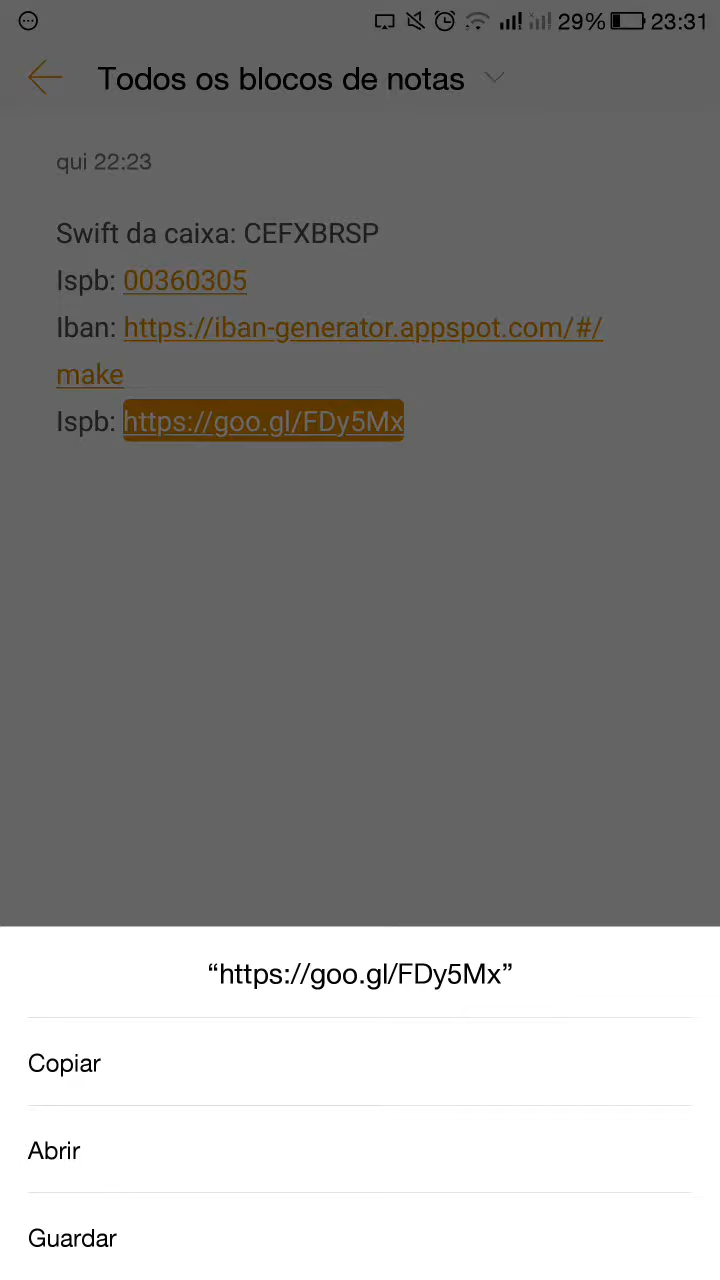 29% 23:31
Todos os blocos de notas
qui 22:23
Swift da caixa: CEFXBRSP
Ispb: 00360305
Iban: https://iban-generator.appspot.com/#/
make
Ispb: https://goo.gl/FDy5Mx
“https://goo.gl/FDy5Mx”
Copiar
Abrir
Guardar